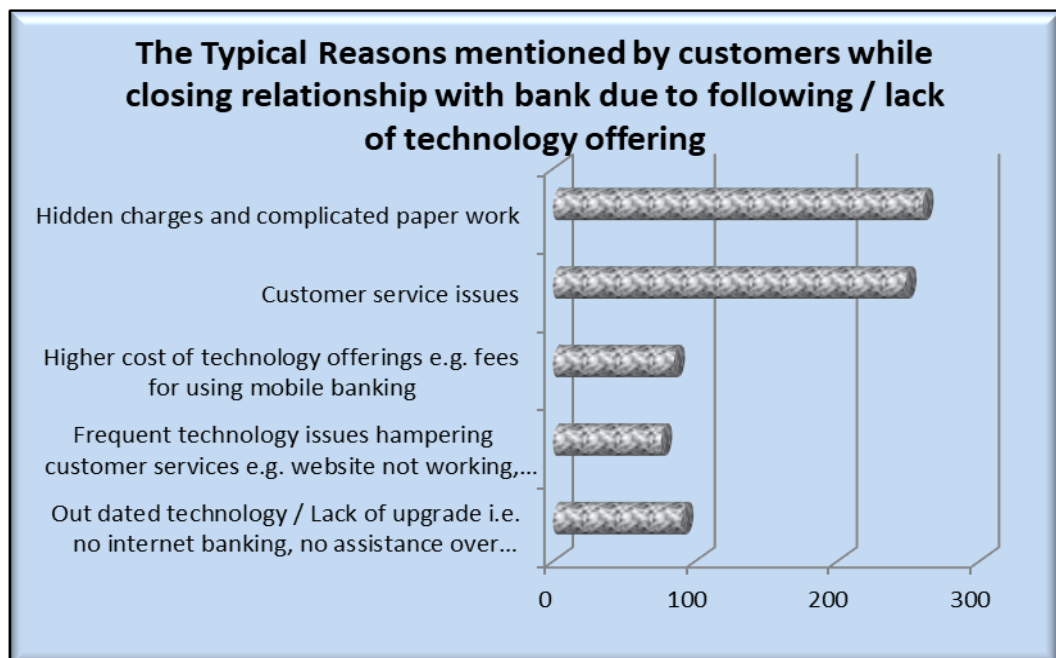 The Typical Reasons mentioned by customers while
closing relationship with bank due to following / lack
of technology offering
Hidden charges and complicated paper work
Customer service issues
Higher cost of technology offerings e.g. fees
for using mobile banking
Frequent technology issues hampering
customer services e.g. website not working,...
Out dated technology / Lack of upgrade i.e.
no internet banking, no assistance over...
0 100 200 300